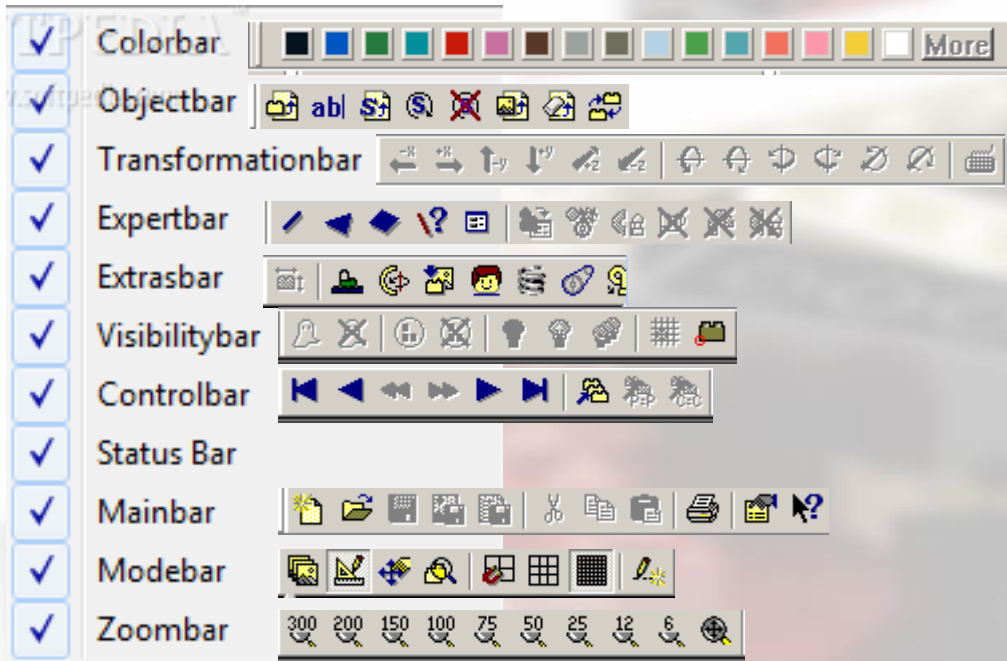 Colorbar More
Objectbar ab|
Transformationbar -x +x -y +y +z -z
Expertbar ?
Extrasbar
Visibilitybar
Controlbar P=P C=C
Status Bar
Mainbar ?
Modebar
Zoombar 300 200 150 100 75 50 25 12 6